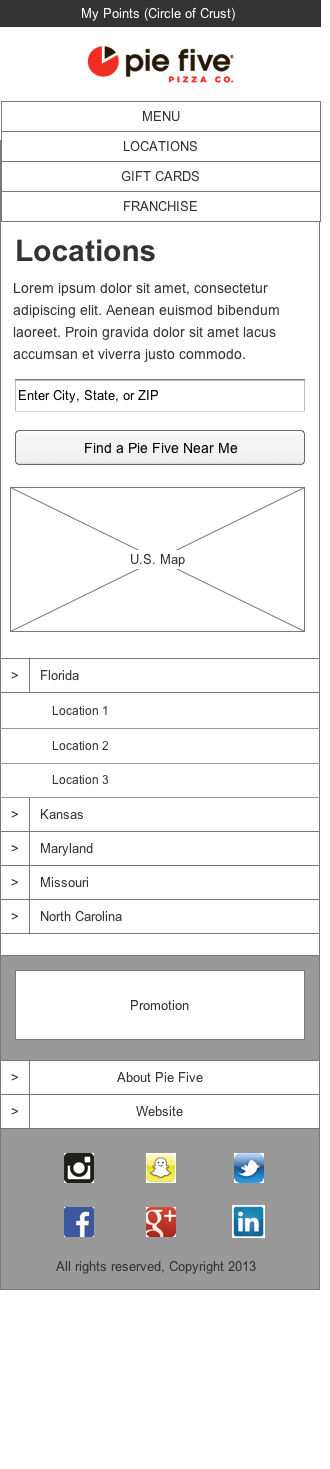 My Points (Circle of Crust)
pie five
PIZZA CO.
MENU
LOCATIONS
GIFT CARDS
FRANCHISE
Locations
Lorem ipsum dolor sit amet, consectetur
adipiscing elit. Aenean euismod bibendum
laoreet. Proin gravida dolor sit amet lacus
accumsan et viverra justo commodo.
Enter City, State, or ZIP
Find a Pie Five Near Me
U.S. Map
> Florida
Location 1
Location 2
Location 3
> Kansas
> Maryland
> Missouri
> North Carolina
Promotion
> About Pie Five
> Website
f g+ in
All rights reserved, Copyright 2013